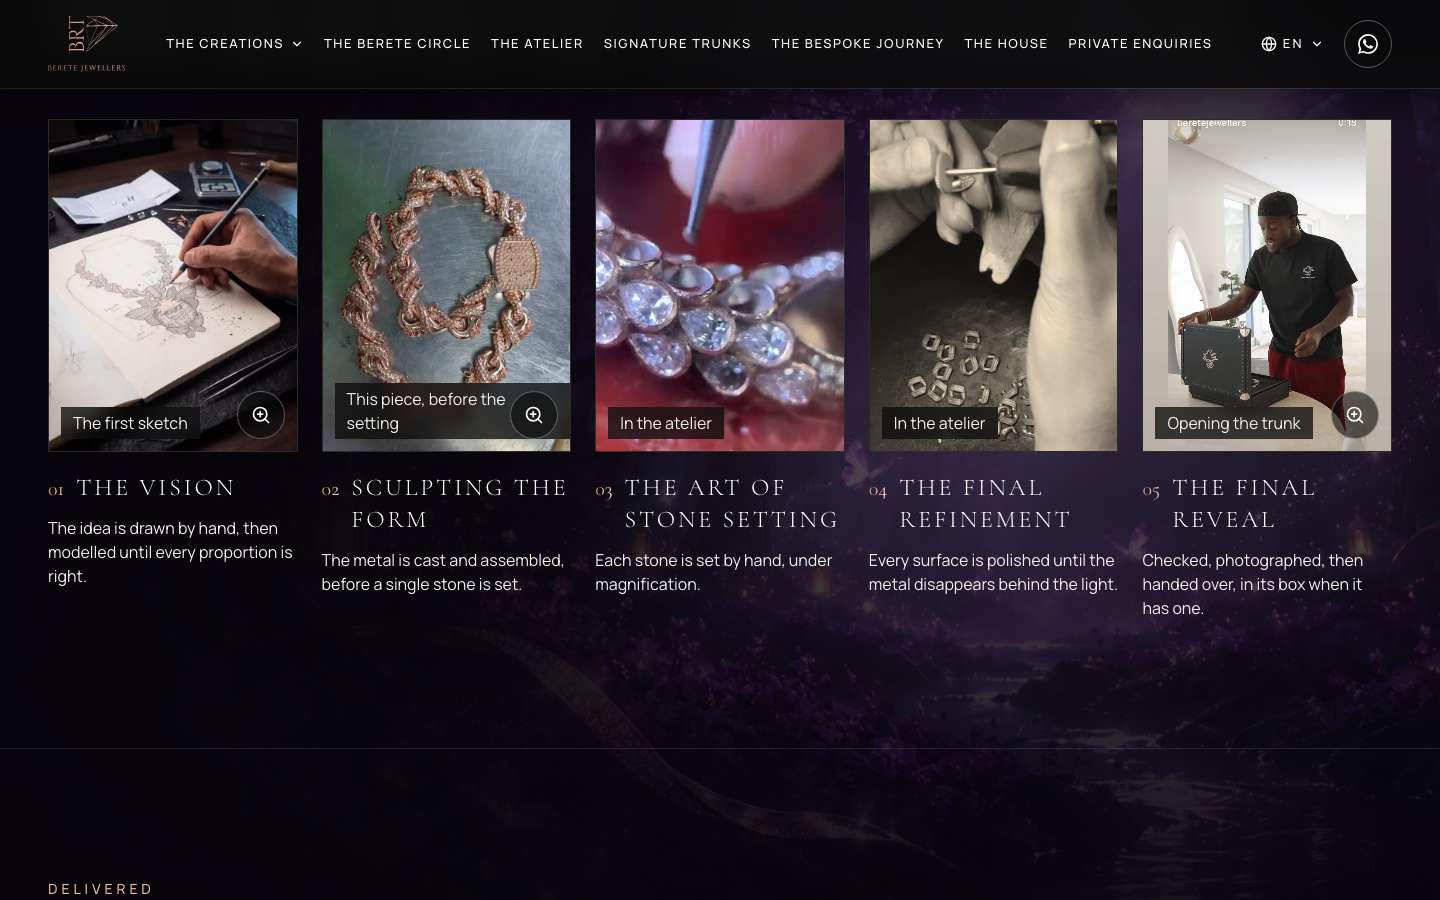 BRT
BERETE JEWELLERS
THE CREATIONS
THE BERETE CIRCLE
THE ATELIER
SIGNATURE TRUNKS
THE BESPOKE JOURNEY
THE HOUSE
PRIVATE ENQUIRIES
EN
beretejewellers
0:19
The first sketch
This piece, before the
setting
In the atelier
In the atelier
Opening the trunk
01 THE VISION
The idea is drawn by hand, then
modelled until every proportion is
right.
02 SCULPTING THE
FORM
The metal is cast and assembled,
before a single stone is set.
03 THE ART OF
STONE SETTING
Each stone is set by hand, under
magnification.
04 THE FINAL
REFINEMENT
Every surface is polished until the
metal disappears behind the light.
05 THE FINAL
REVEAL
Checked, photographed, then
handed over, in its box when it
has one.
DELIVERED